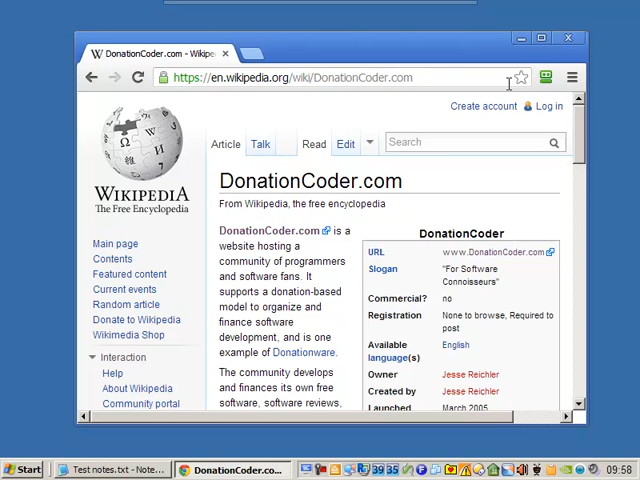 DonationCoder.com - Wikipe
https://en.wikipedia.org/wiki/DonationCoder.com
Create account Log in
Article Talk Read Edit Search
WIKIPEDIA
The Free Encyclopedia
Main page
Contents
Featured content
Current events
Random article
Donate to Wikipedia
Wikimedia Shop
Interaction
Help
About Wikipedia
Community portal
DonationCoder.com
From Wikipedia, the free encyclopedia
DonationCoder.com is a
website hosting a
community of programmers
and software fans. It
supports a donation-based
model to organize and
finance software
development, and is one
example of Donationware.
The community develops
and finances its own free
software, software reviews,
DonationCoder
URL www.DonationCoder.com
Slogan "For Software
Connoisseurs"
Commercial? no
Registration None to browse, Required to
post
Available
language(s) English
Owner Jesse Reichler
Created by Jesse Reichler
Launched March 2005
Start Test notes.txt - Note... DonationCoder.co... 39 35 09:58